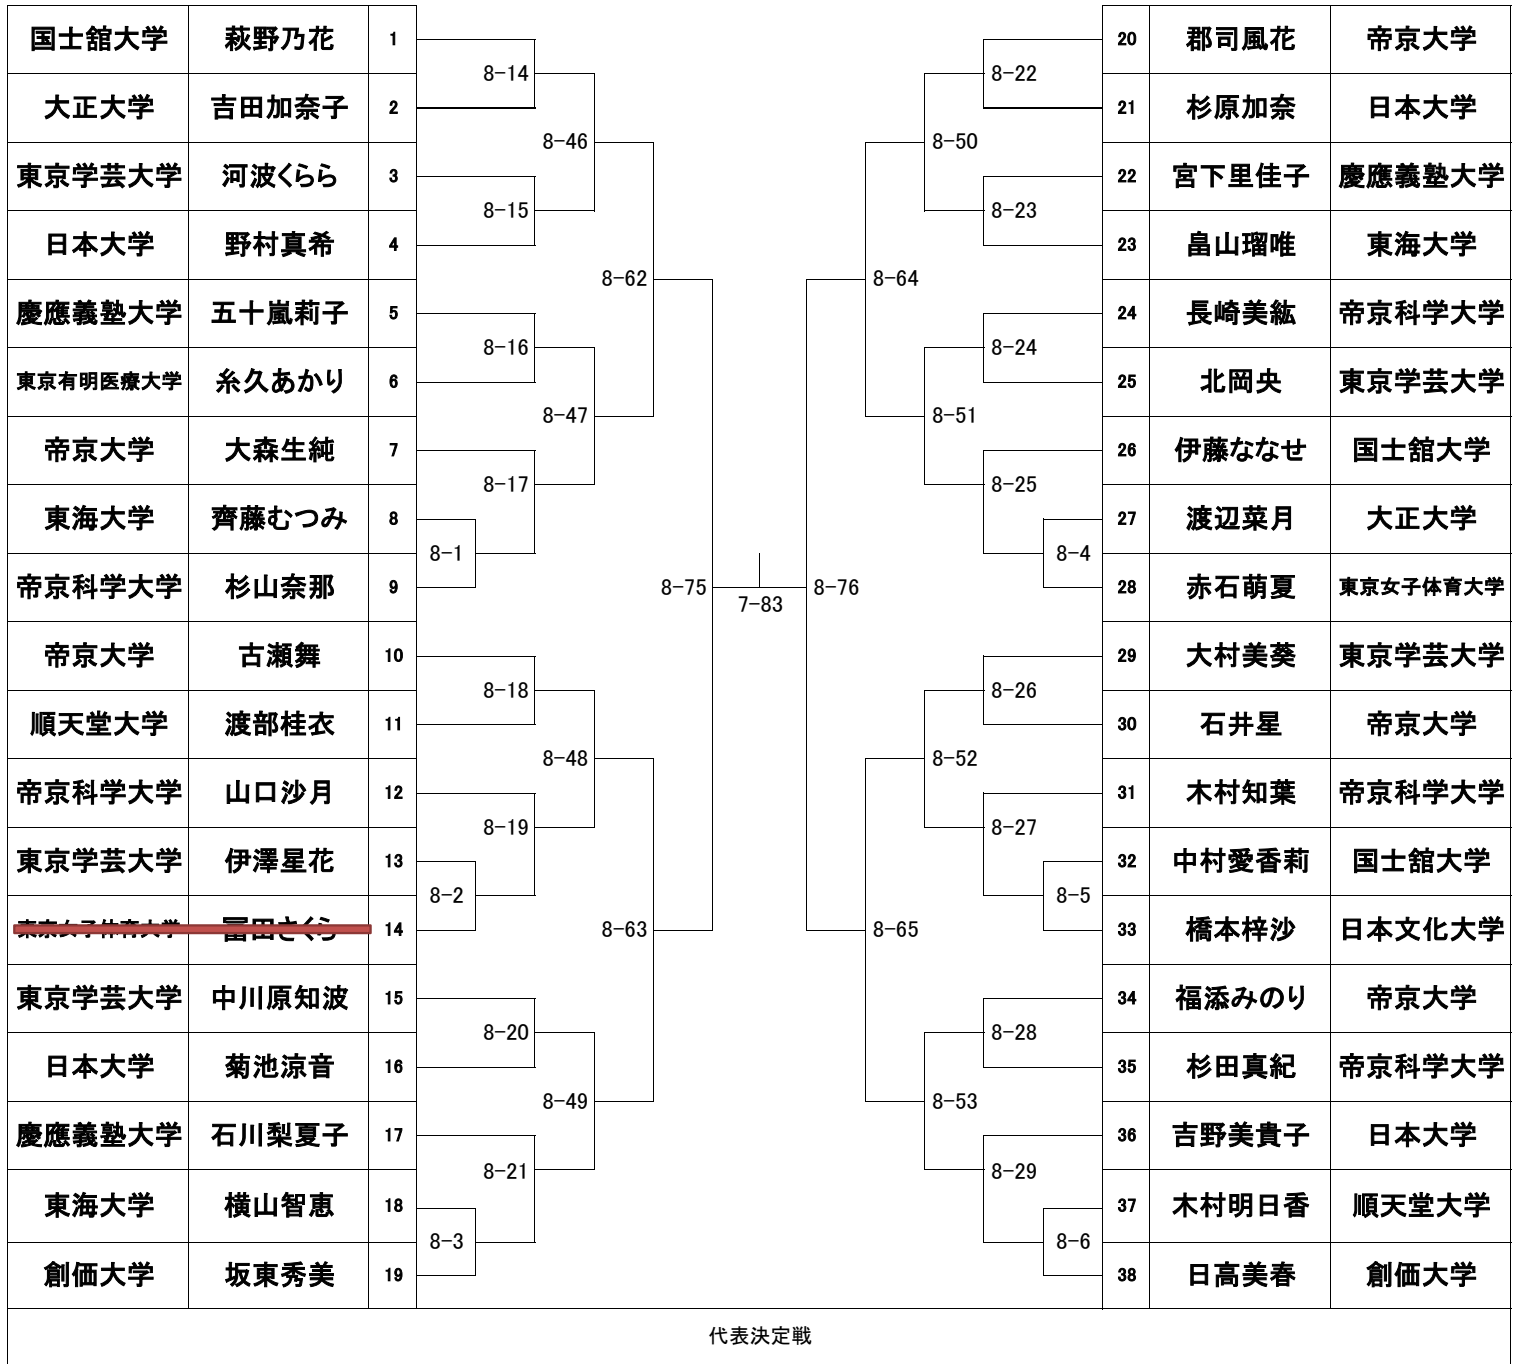 国士舘大学 萩野乃花 1
大正大学 吉田加奈子 2
東京学芸大学 河波くらら 3
日本大学 野村真希 4
慶應義塾大学 五十嵐莉子 5
東京有明医療大学 糸久あかり 6
帝京大学 大森生純 7
東海大学 齊藤むつみ 8
帝京科学大学 杉山奈那 9
帝京大学 古瀬舞 10
順天堂大学 渡部桂衣 11
帝京科学大学 山口沙月 12
東京学芸大学 伊澤星花 13
東京女子体育大学 冨田さくら 14
東京学芸大学 中川原知波 15
日本大学 菊池涼音 16
慶應義塾大学 石川梨夏子 17
東海大学 横山智恵 18
創価大学 坂東秀美 19
8-14
8-46
8-15
8-62
8-16
8-47
8-17
8-1
8-75
8-18
8-48
8-19
8-2
8-63
8-20
8-49
8-21
8-3
7-83
8-22
8-50
8-23
8-64
8-24
8-51
8-25
8-4
8-76
8-26
8-52
8-27
8-5
8-65
8-28
8-53
8-29
8-6
20 郡司風花 帝京大学
21 杉原加奈 日本大学
22 宮下里佳子 慶應義塾大学
23 畠山瑠唯 東海大学
24 長崎美紘 帝京科学大学
25 北岡央 東京学芸大学
26 伊藤ななせ 国士舘大学
27 渡辺菜月 大正大学
28 赤石萌夏 東京女子体育大学
29 大村美葵 東京学芸大学
30 石井星 帝京大学
31 木村知葉 帝京科学大学
32 中村愛香莉 国士舘大学
33 橋本梓沙 日本文化大学
34 福添みのり 帝京大学
35 杉田真紀 帝京科学大学
36 吉野美貴子 日本大学
37 木村明日香 順天堂大学
38 日高美春 創価大学
代表決定戦